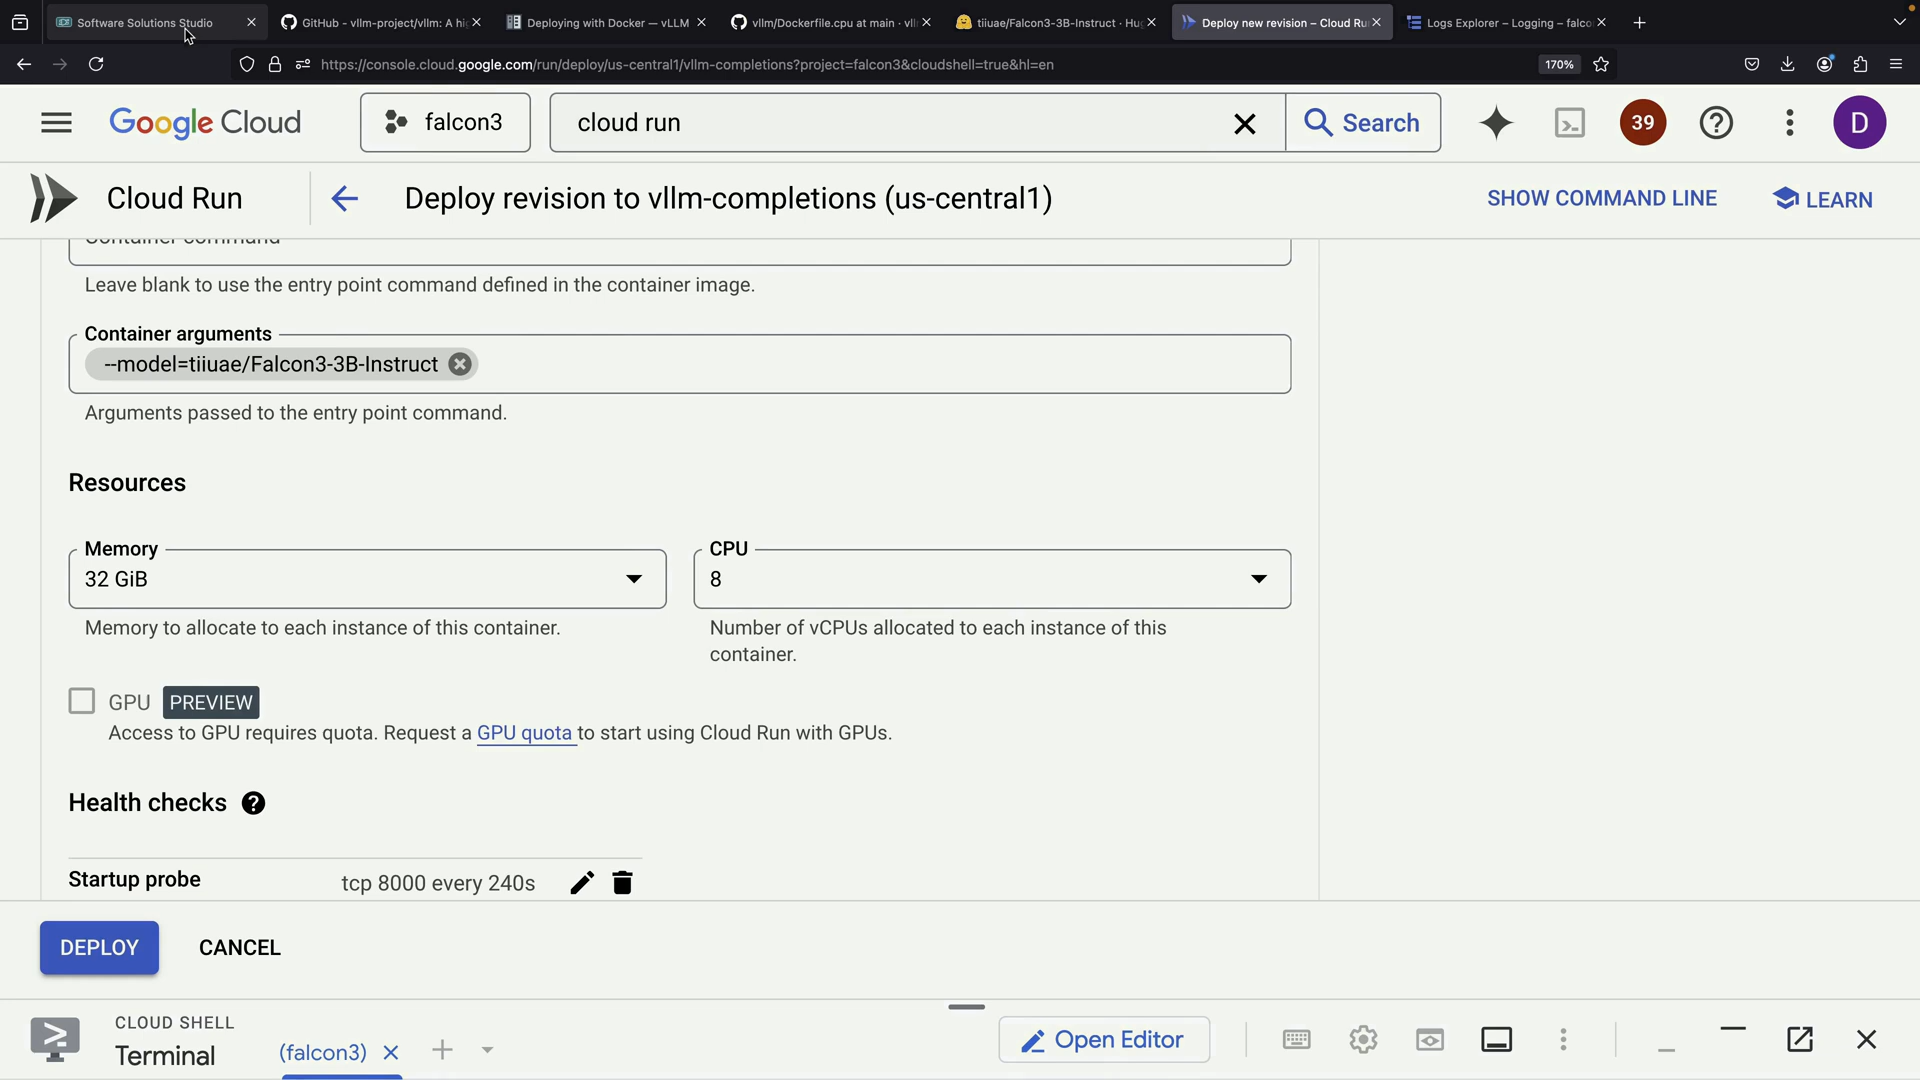 Software Solutions Studio
GitHub - vllm-project/vllm: A hi
Deploying with Docker — vLLM
vllm/Dockerfile.cpu at main · vll
tiiuae/Falcon3-3B-Instruct · Hug
Deploy new revision – Cloud Ru
Logs Explorer – Logging – falco
https://console.cloud.google.com/run/deploy/us-central1/vllm-completions?project=falcon3&cloudshell=true&hl=en
170%
Google Cloud
falcon3
cloud run
Search
39
D
Cloud Run
Deploy revision to vllm-completions (us-central1)
SHOW COMMAND LINE
LEARN
Container command
Leave blank to use the entry point command defined in the container image.
Container arguments
--model=tiiuae/Falcon3-3B-Instruct
Arguments passed to the entry point command.
Resources
Memory
32 GiB
Memory to allocate to each instance of this container.
CPU
8
Number of vCPUs allocated to each instance of this
container.
GPU PREVIEW
Access to GPU requires quota. Request a GPU quota to start using Cloud Run with GPUs.
Health checks
Startup probe
tcp 8000 every 240s
DEPLOY
CANCEL
CLOUD SHELL
Terminal
(falcon3)
Open Editor